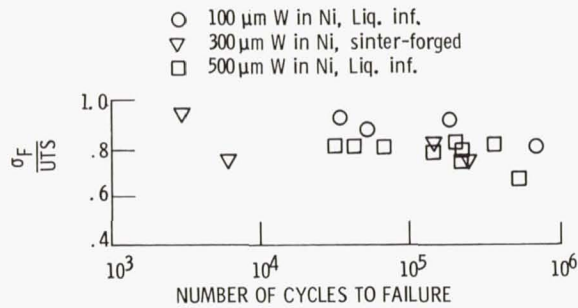 100 µm W in Ni, Liq. inf.
300 µm W in Ni, sinter-forged
500 µm W in Ni, Liq. inf.
1.0
.8
.6
.4
σF
UTS
10³ 10⁴ 10⁵ 10⁶
NUMBER OF CYCLES TO FAILURE